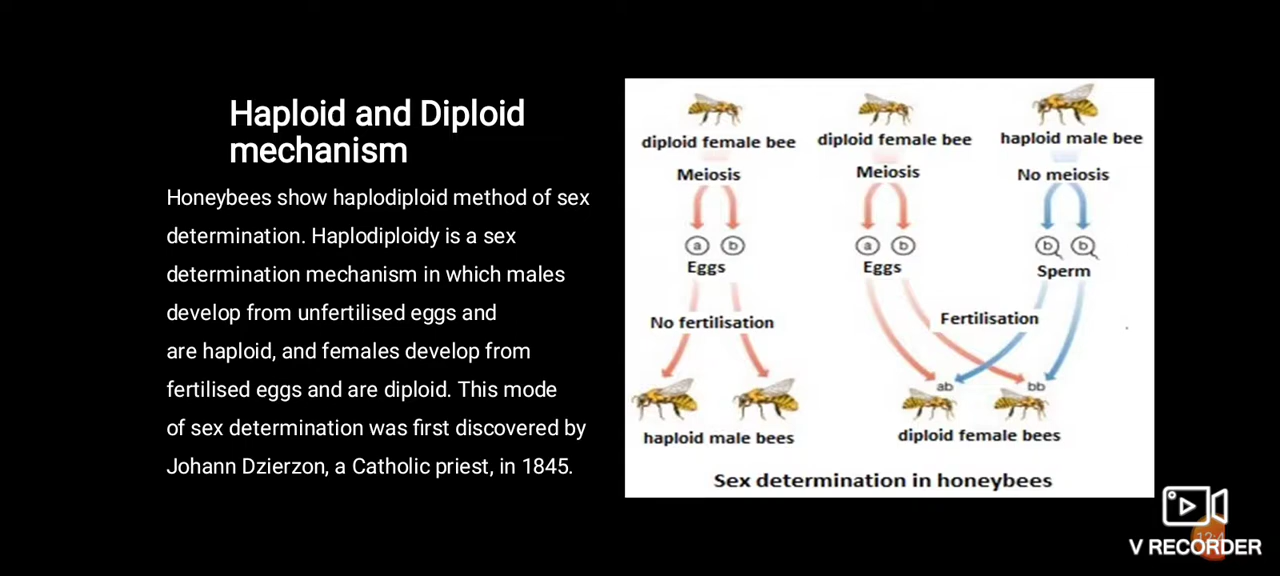 Haploid and Diploid
mechanism
Honeybees show haplodiploid method of sex
determination. Haplodiploidy is a sex
determination mechanism in which males
develop from unfertilised eggs and
are haploid, and females develop from
fertilised eggs and are diploid. This mode
of sex determination was first discovered by
Johann Dzierzon, a Catholic priest, in 1845.
diploid female bee
diploid female bee
haploid male bee
Meiosis
Meiosis
No meiosis
a b
a b
b b
Eggs
Eggs
Sperm
No fertilisation
Fertilisation
ab
bb
haploid male bees
diploid female bees
Sex determination in honeybees
V RECORDER